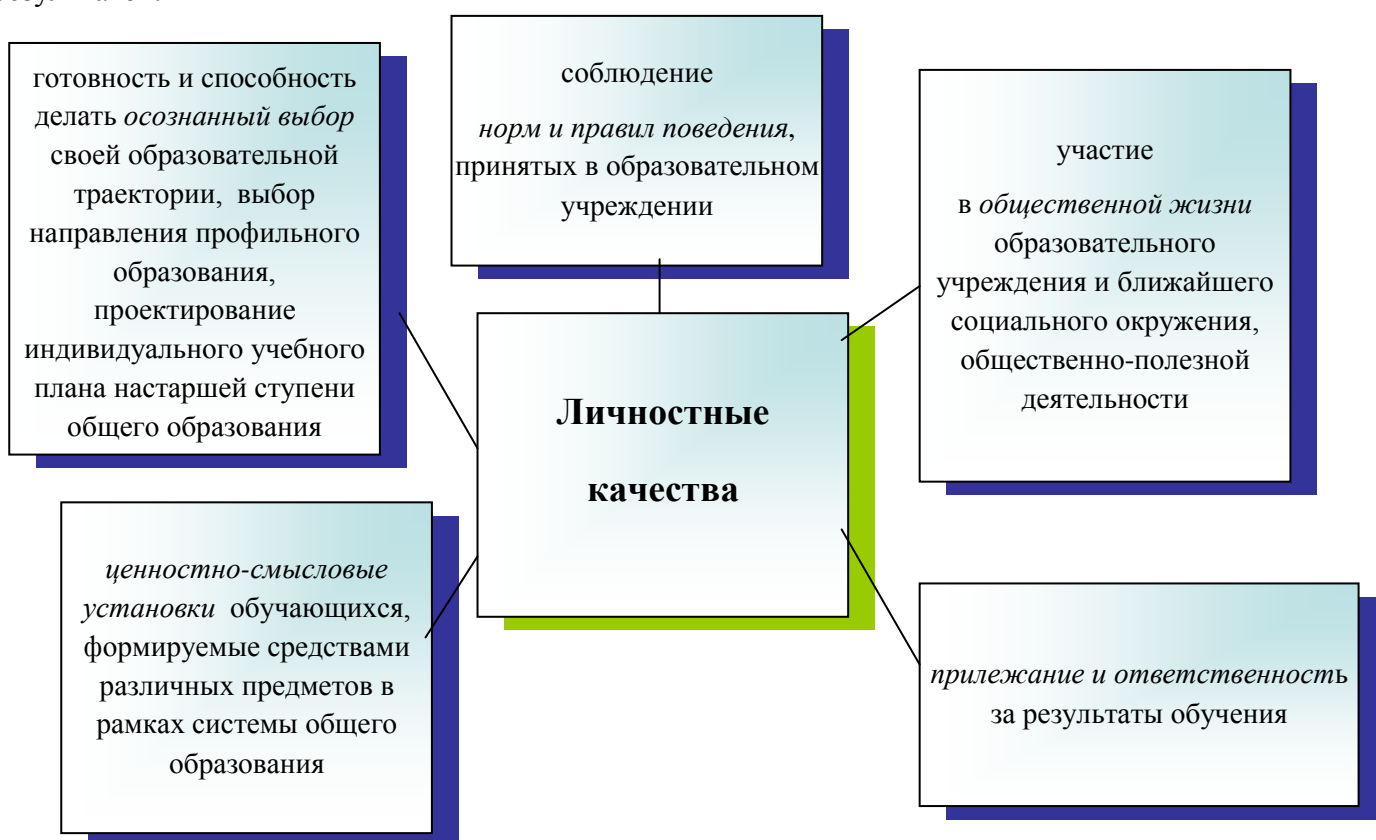 готовность и способность
делать осознанный выбор
своей образовательной
траектории, выбор
направления профильного
образования,
проектирование
индивидуального учебного
плана настаршей ступени
общего образования
соблюдение
норм и правил поведения,
принятых в образовательном
учреждении
участие
в общественной жизни
образовательного
учреждения и ближайшего
социального окружения,
общественно-полезной
деятельности
Личностные
качества
ценностно-смысловые
установки обучающихся,
формируемые средствами
различных предметов в
рамках системы общего
образования
прилежание и ответственность
за результаты обучения